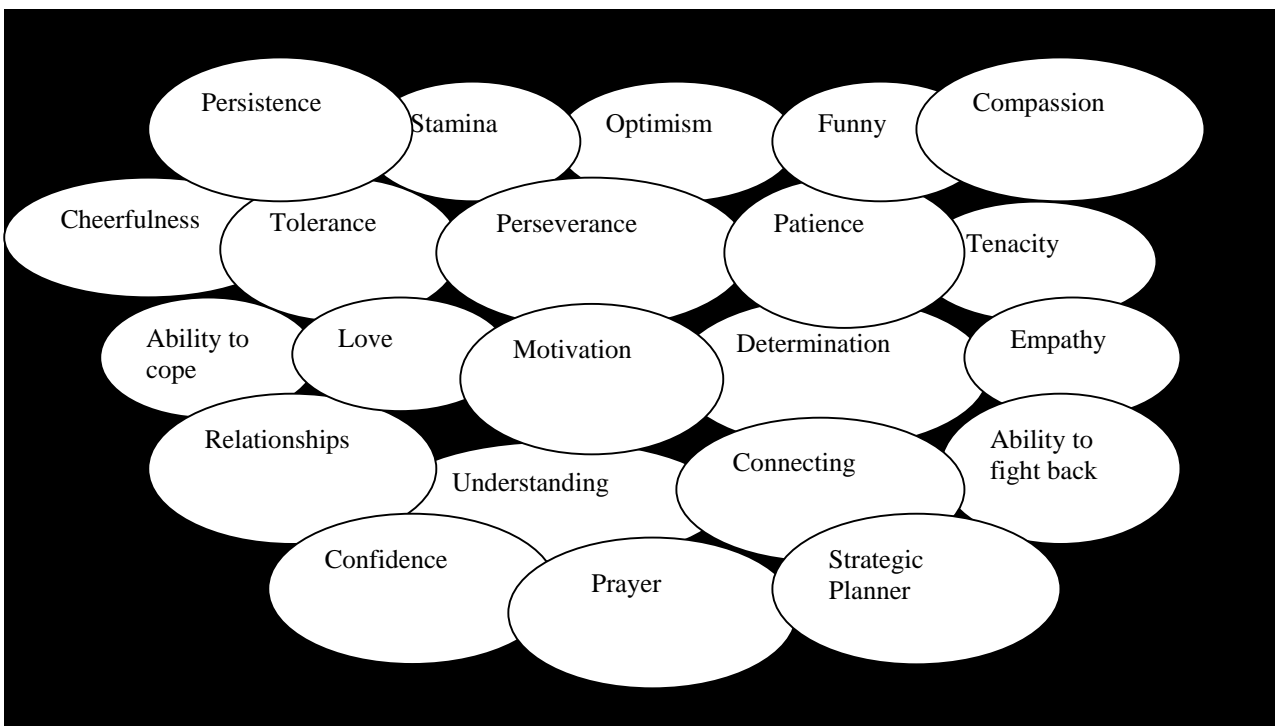 Persistence
Stamina
Optimism
Funny
Compassion
Cheerfulness
Tolerance
Perseverance
Patience
Tenacity
Ability to
cope
Love
Motivation
Determination
Empathy
Relationships
Understanding
Connecting
Ability to
fight back
Confidence
Prayer
Strategic
Planner